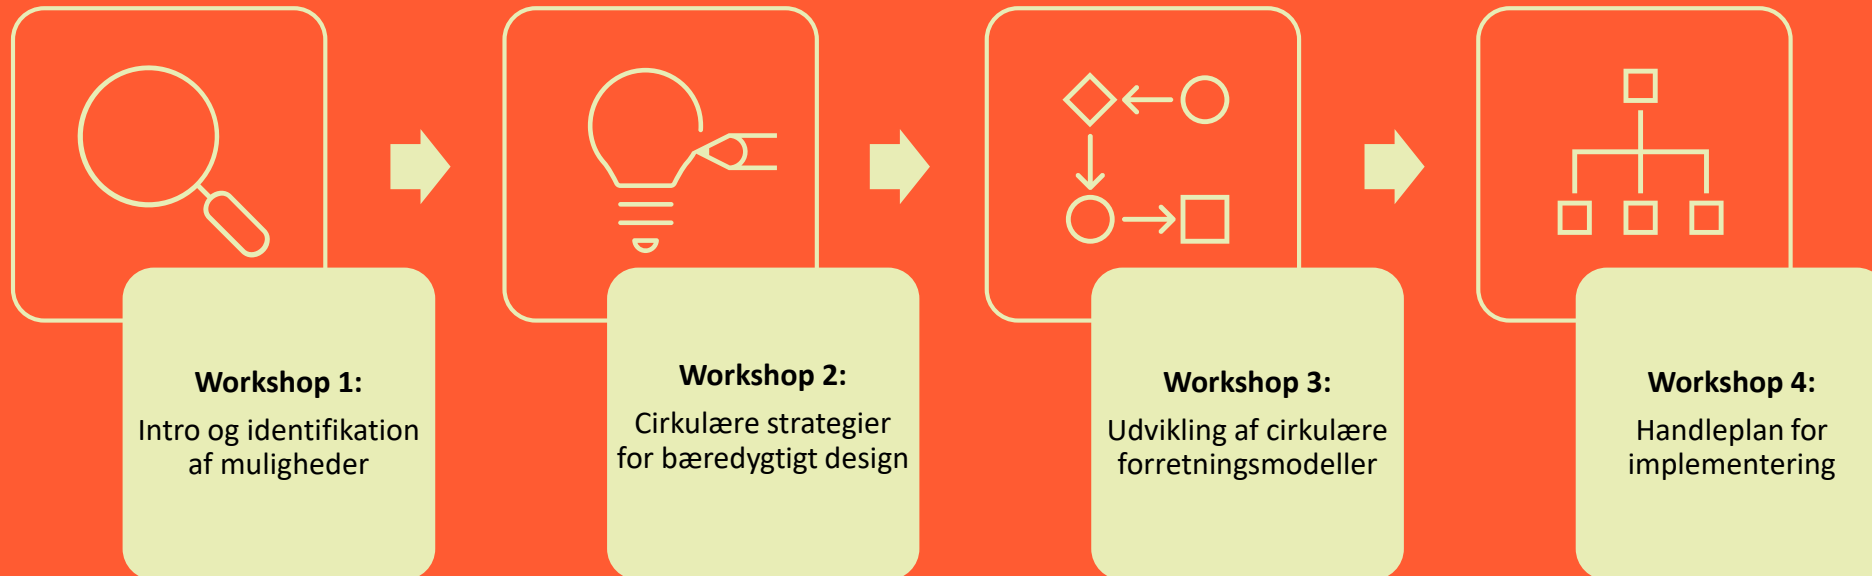 Workshop 1:
Intro og identifikation
af muligheder
Workshop 2:
Cirkulære strategier
for bæredygtigt design
Workshop 3:
Udvikling af cirkulære
forretningsmodeller
Workshop 4:
Handleplan for
implementering